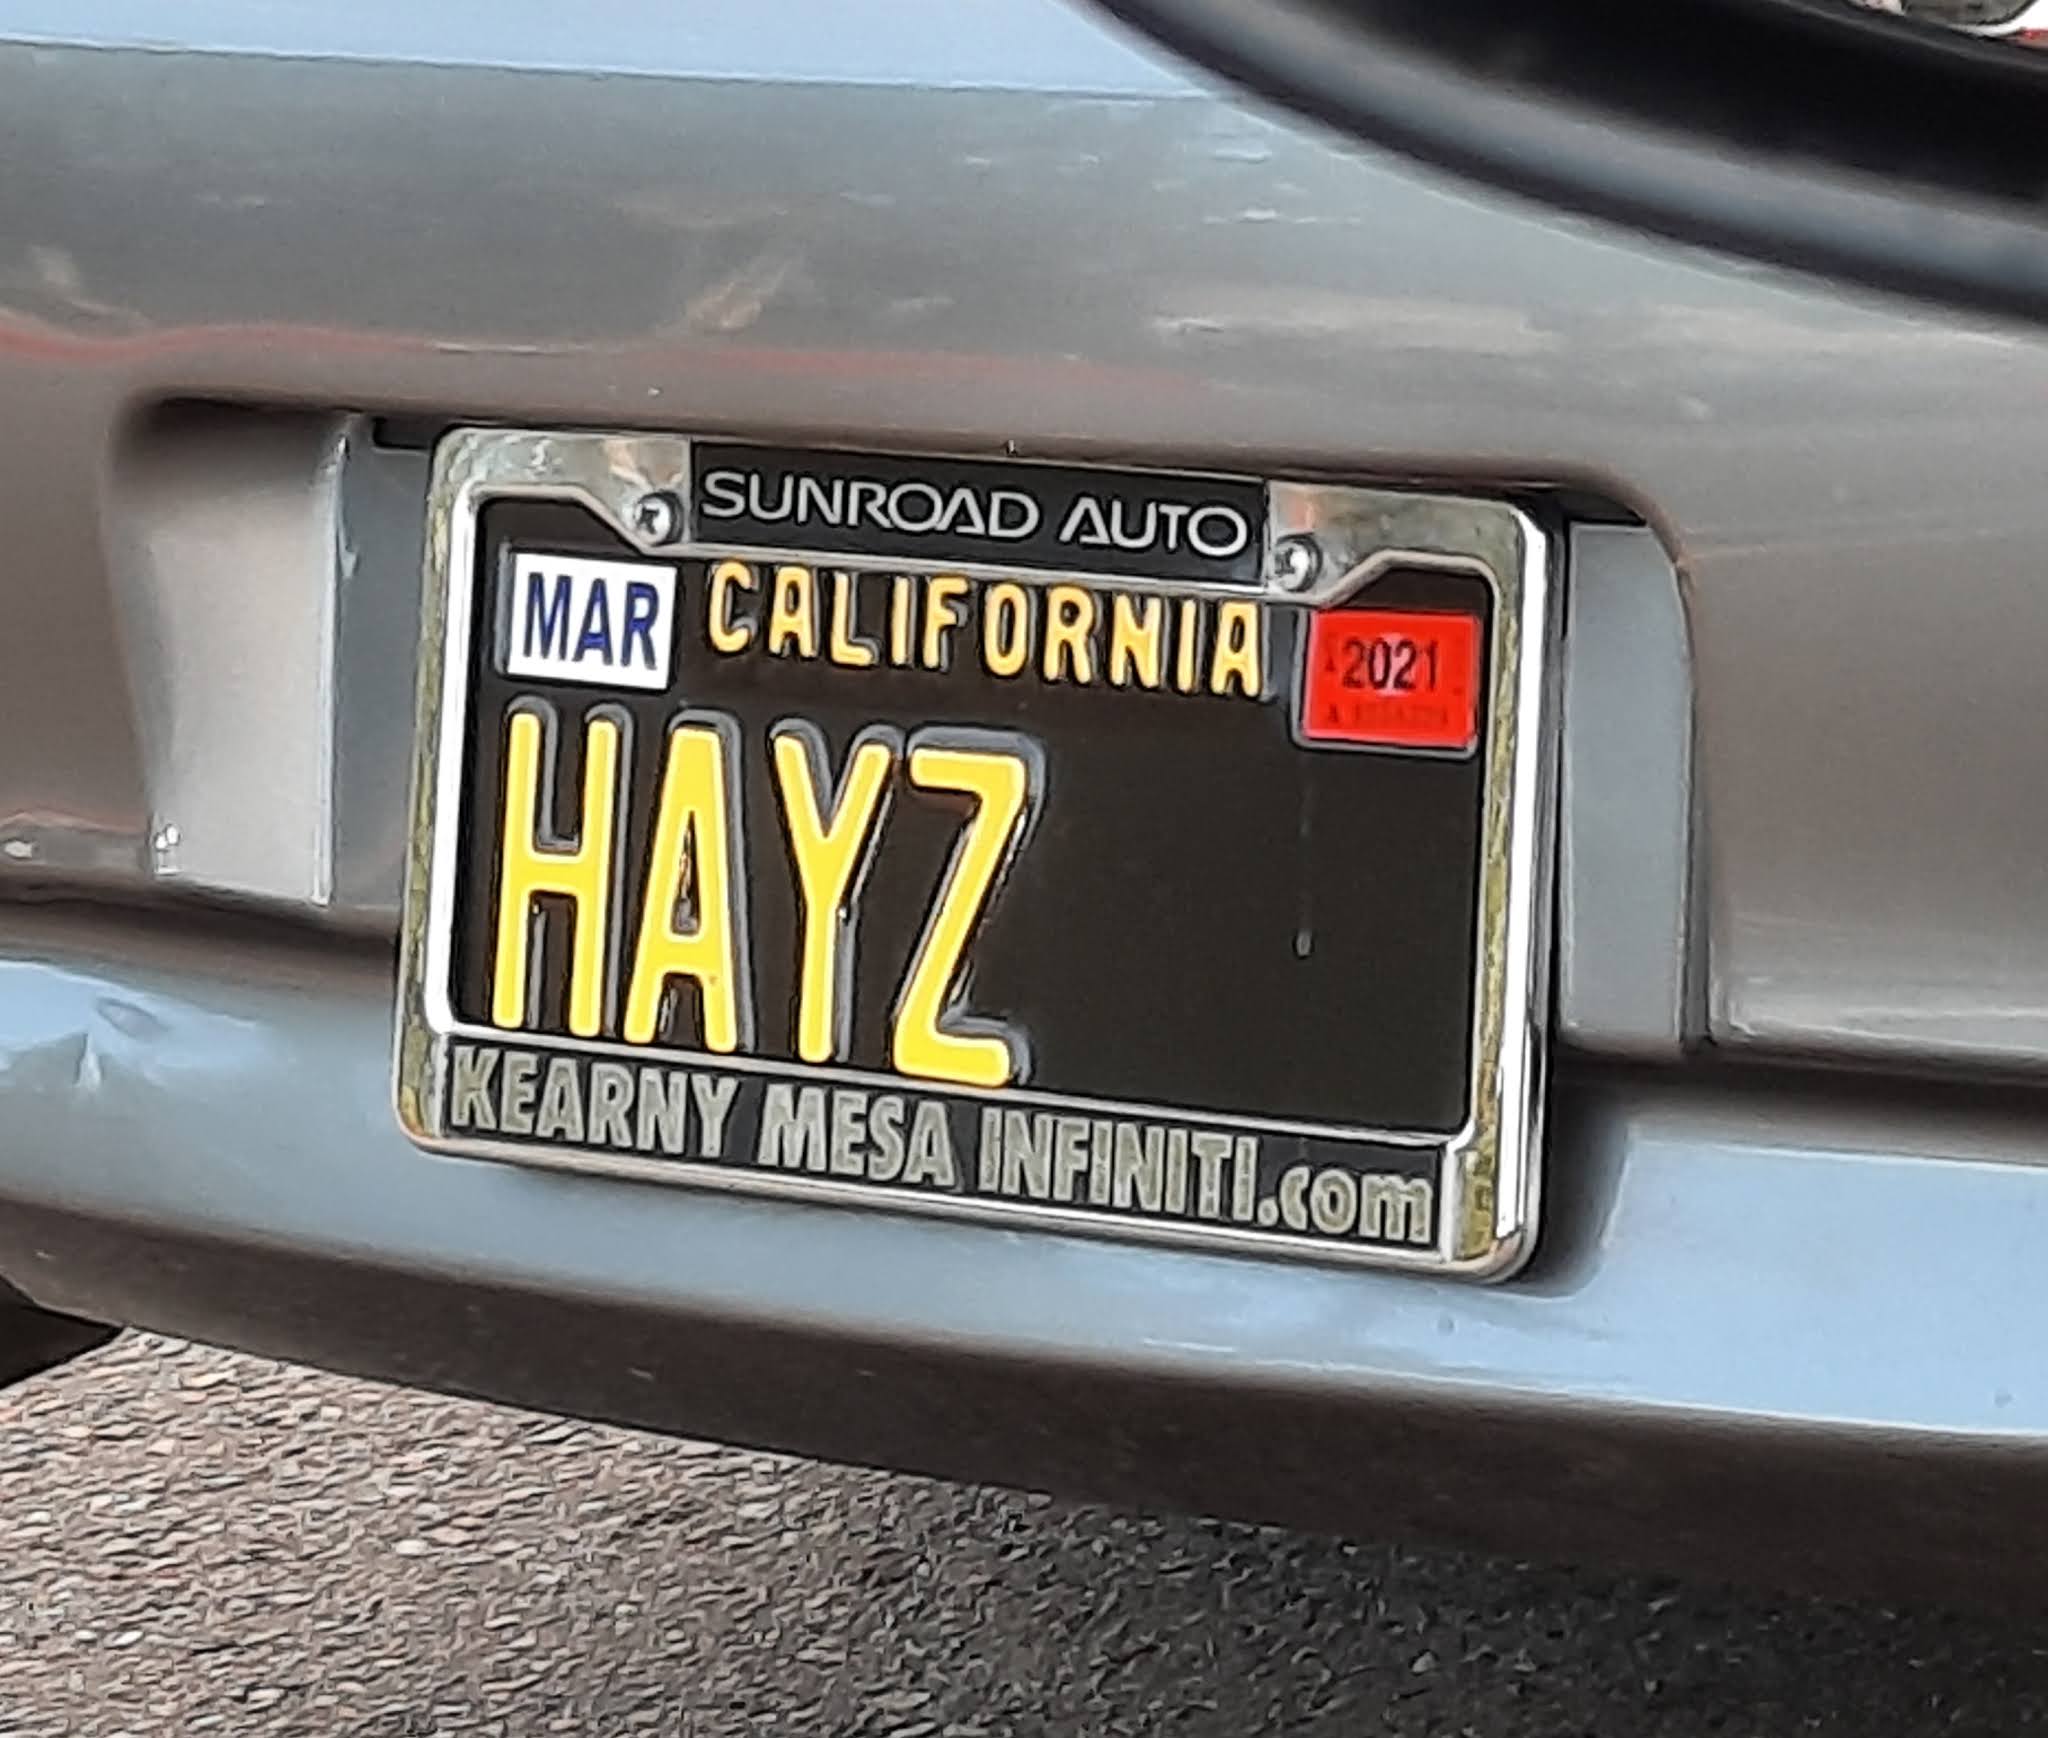 SUNROAD AUTO
MAR CALIFORNIA 2021
HAYZ
KEARNY MESA INFINITI.com